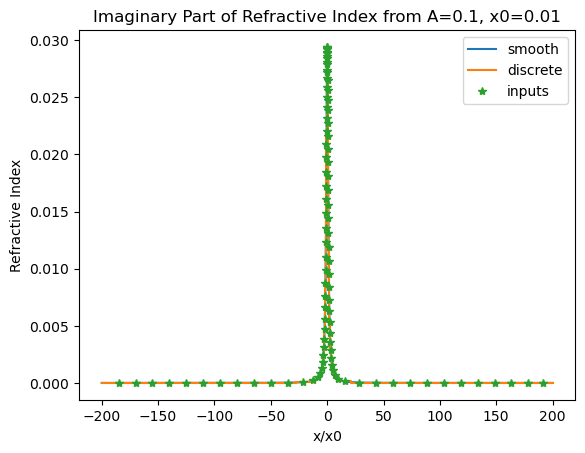 Imaginary Part of Refractive Index from A=0.1, x0=0.01
0.030
0.025
0.020
0.015
0.010
0.005
0.000
Refractive Index
smooth
discrete
inputs
−200 −150 −100 −50 0 50 100 150 200
x/x0